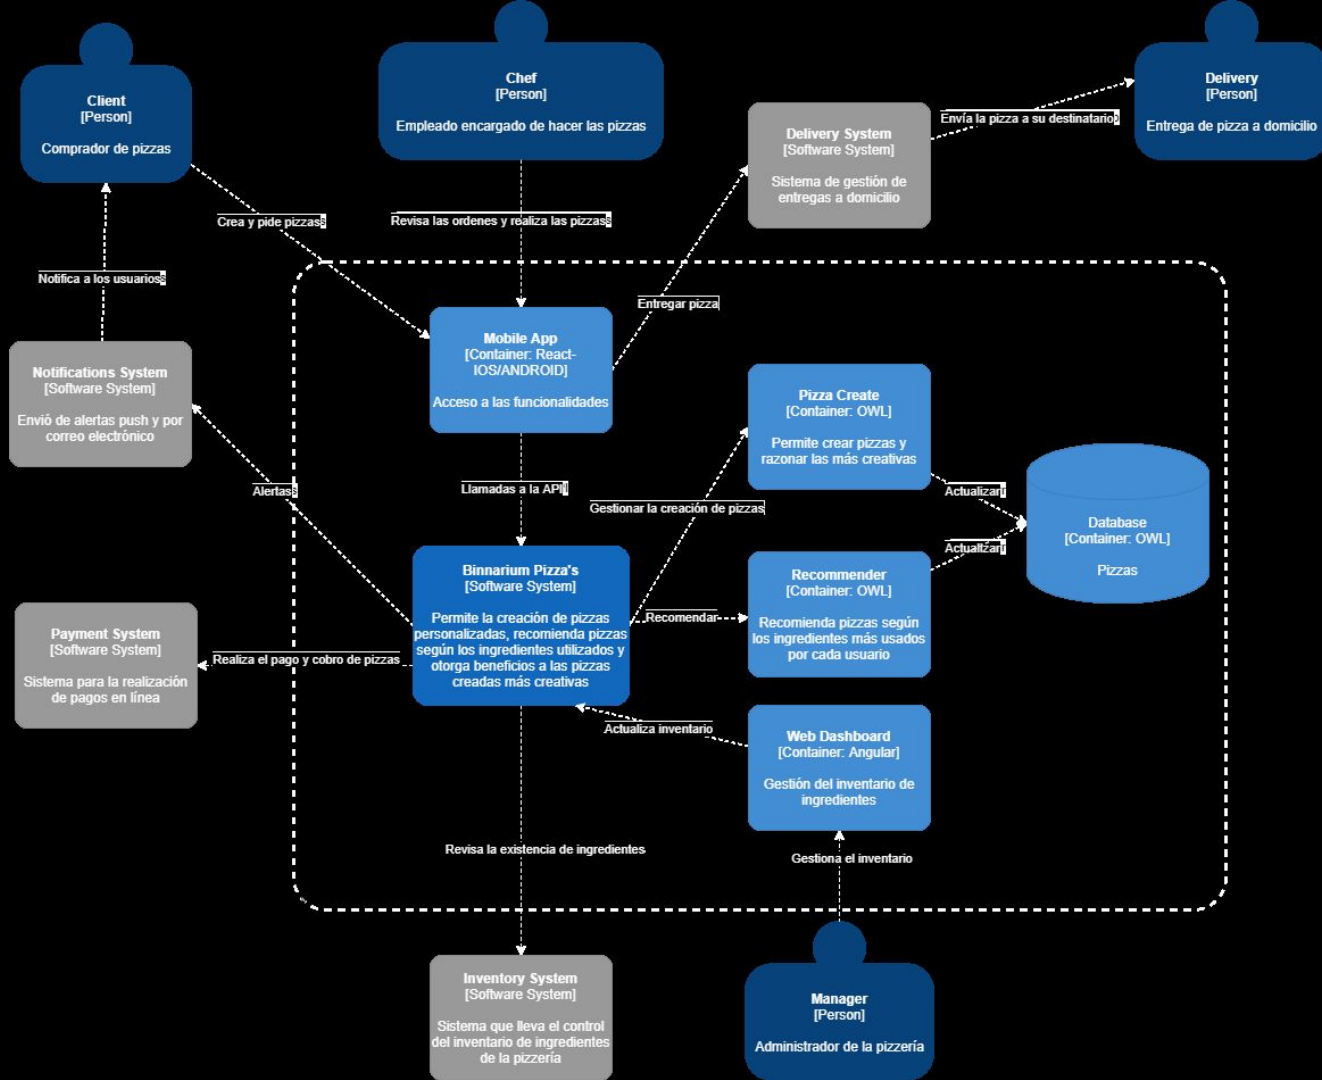 Client
[Person]
Comprador de pizzas
Chef
[Person]
Empleado encargado de hacer las pizzas
Delivery
[Person]
Entrega de pizza a domicilio
Delivery System
[Software System]
Sistema de gestión de
entregas a domicilio
Envía la pizza a su destinatario
Crea y pide pizzas
Revisa las ordenes y realiza las pizzas
Notifica a los usuarios
Entregar pizza
Mobile App
[Container: React-
IOS/ANDROID]
Acceso a las funcionalidades
Notifications System
[Software System]
Envió de alertas push y por
correo electrónico
Pizza Create
[Container: OWL]
Permite crear pizzas y
razonar las más creativas
Alertas
Llamadas a la API
Gestionar la creación de pizzas
Actualizar
Database
[Container: OWL]
Pizzas
Actualizar
Binnarium Pizza's
[Software System]
Permite la creación de pizzas
personalizadas, recomienda pizzas
según los ingredientes utilizados y
otorga beneficios a las pizzas
creadas más creativas
Recomendar
Recommender
[Container: OWL]
Recomienda pizzas según
los ingredientes más usados
por cada usuario
Payment System
[Software System]
Sistema para la realización
de pagos en línea
Realiza el pago y cobro de pizzas
Actualiza inventario
Web Dashboard
[Container: Angular]
Gestión del inventario de
ingredientes
Revisa la existencia de ingredientes
Gestiona el inventario
Inventory System
[Software System]
Sistema que lleva el control
del inventario de ingredientes
de la pizzería
Manager
[Person]
Administrador de la pizzería